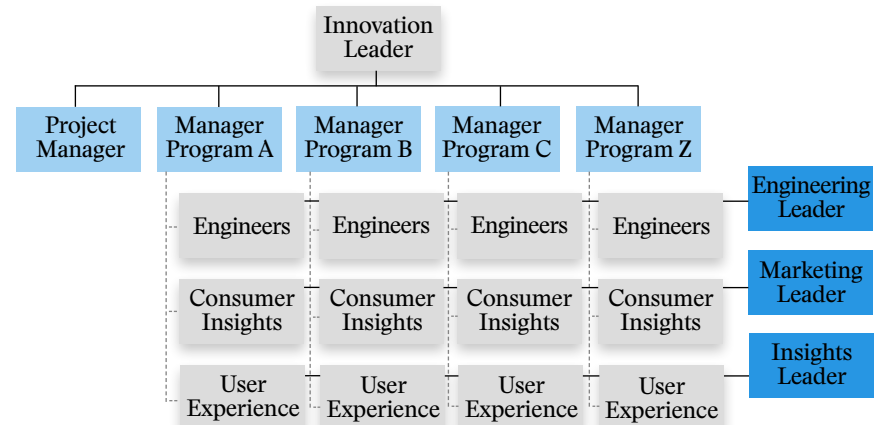 Innovation
Leader
Project
Manager
Manager
Program A
Manager
Program B
Manager
Program C
Manager
Program Z
Engineering
Leader
Engineers
Engineers
Engineers
Engineers
Marketing
Leader
Consumer
Insights
Consumer
Insights
Consumer
Insights
Consumer
Insights
Insights
Leader
User
Experience
User
Experience
User
Experience
User
Experience